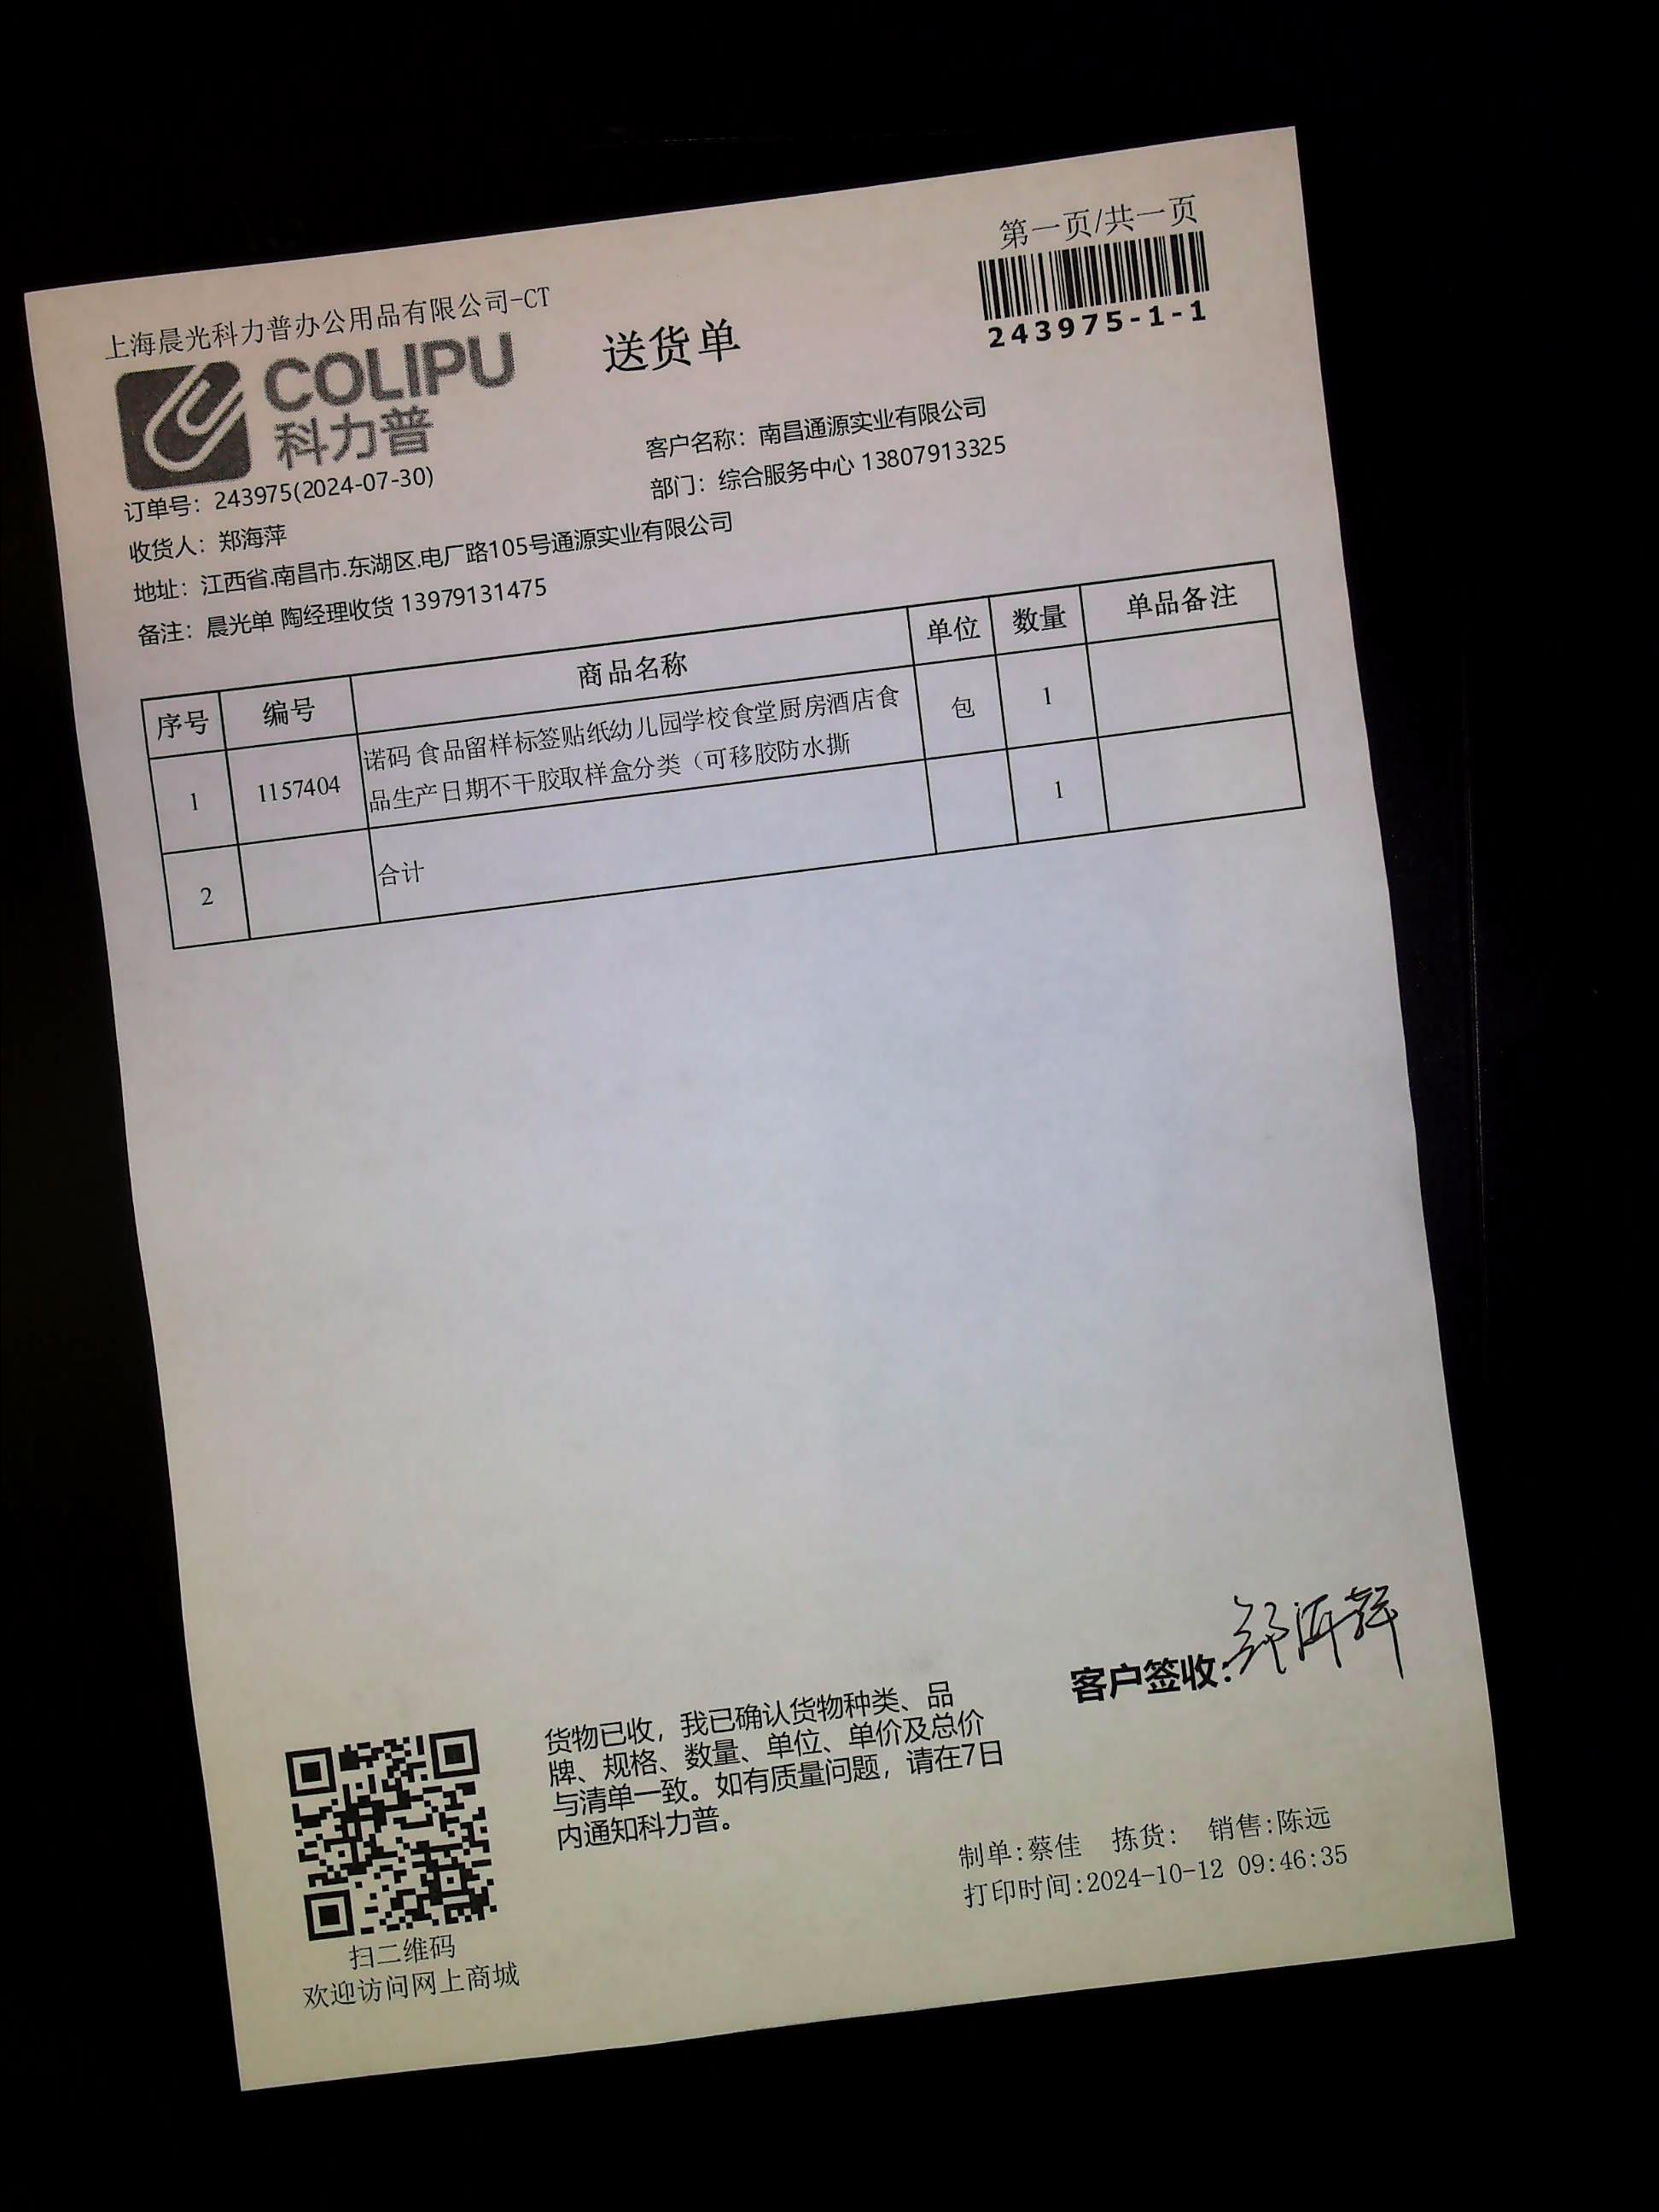 第一页/共一页
243975-1-1
上海晨光科力普办公用品有限公司-CT
COLIPU
科力普
送货单
客户名称：南昌通源实业有限公司
订单号：243975(2024-07-30)
部门：综合服务中心 13807913325
收货人：郑海萍
地址：江西省.南昌市.东湖区.电厂路105号通源实业有限公司
备注：晨光单 陶经理收货 13979131475
序号 编号 商品名称 单位 数量 单品备注
1 1157404 诺码 食品留样标签贴纸幼儿园学校食堂厨房酒店食 包 1
品生产日期不干胶取样盒分类（可移胶防水撕
2 合计 1
客户签收:郑海萍
货物已收，我已确认货物种类、品
牌、规格、数量、单位、单价及总价
与清单一致。如有质量问题，请在7日
内通知科力普。
制单:蔡佳 拣货: 销售:陈远
打印时间:2024-10-12 09:46:35
扫二维码
欢迎访问网上商城